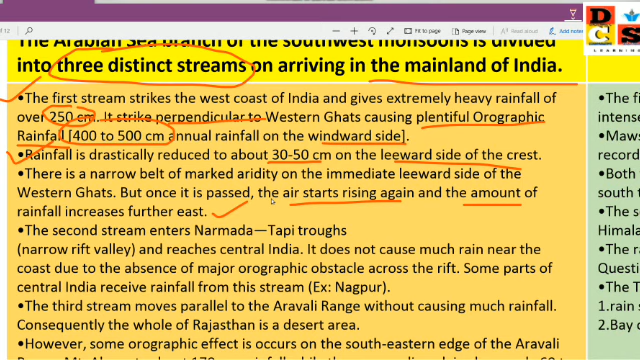 of 12
Fit to page
Page view
The Arabian Sea branch of the southwest monsoons is divided
into three distinct streams on arriving in the mainland of India.
• The first stream strikes the west coast of India and gives extremely heavy rainfall of
over 250 cm. It strike perpendicular to Western Ghats causing plentiful Orographic
Rainfall [400 to 500 cm annual rainfall on the windward side].
• Rainfall is drastically reduced to about 30-50 cm on the leeward side of the crest.
• There is a narrow belt of marked aridity on the immediate leeward side of the
Western Ghats. But once it is passed, the air starts rising again and the amount of
rainfall increases further east.
• The second stream enters Narmada—Tapi troughs
(narrow rift valley) and reaches central India. It does not cause much rain near the
coast due to the absence of major orographic obstacle across the rift. Some parts of
central India receive rainfall from this stream (Ex: Nagpur).
• The third stream moves parallel to the Aravali Range without causing much rainfall.
Consequently the whole of Rajasthan is a desert area.
• However, some orographic effect is occurs on the south-eastern edge of the Aravali
D C S
LEARNING
• The fi
intense
• Maws
record
• Both
south t
• The s
Himala
• The ra
Questi
• The T
1.rain s
2.Bay o